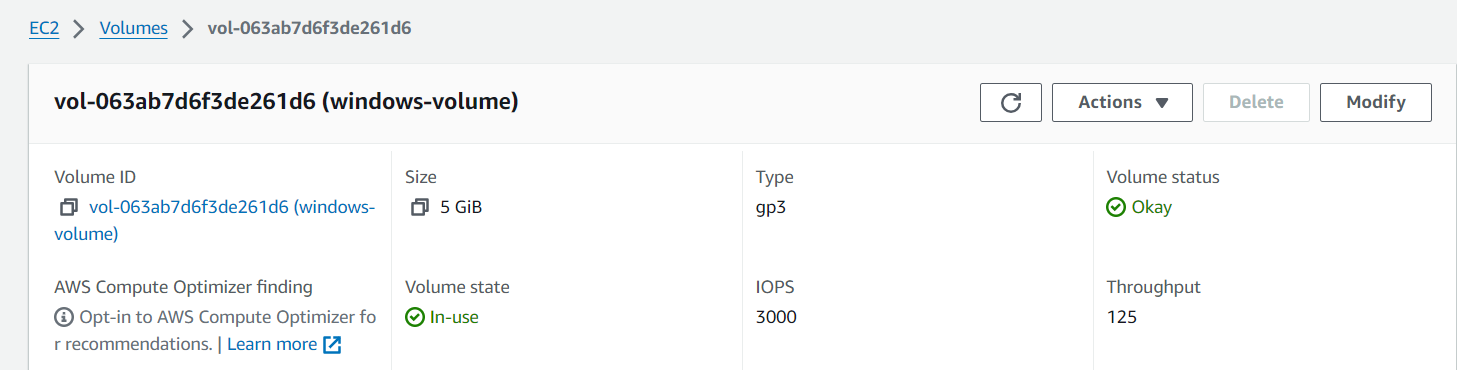 EC2 > Volumes > vol-063ab7d6f3de261d6
vol-063ab7d6f3de261d6 (windows-volume)
Actions
Delete
Modify
Volume ID
vol-063ab7d6f3de261d6 (windows-
volume)
Size
5 GiB
Type
gp3
Volume status
Okay
AWS Compute Optimizer finding
Opt-in to AWS Compute Optimizer fo
r recommendations. | Learn more
Volume state
In-use
IOPS
3000
Throughput
125